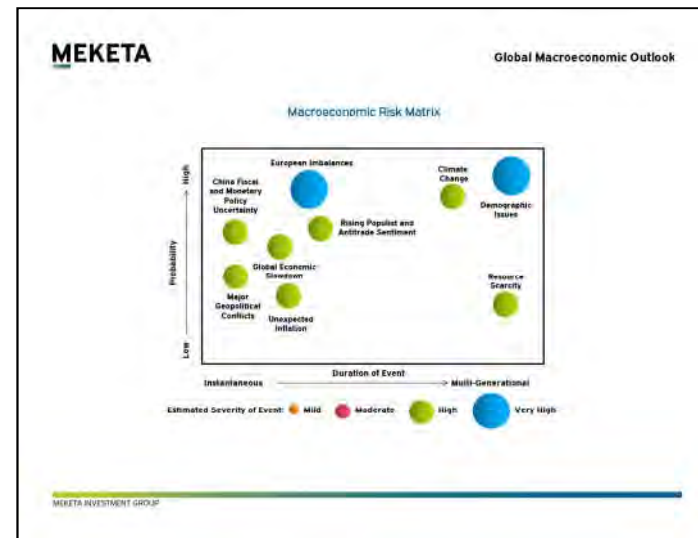 MEKETA
Global Macroeconomic Outlook
Macroeconomic Risk Matrix
European Imbalances
China Fiscal
and Monetary
Policy
Uncertainty
Climate
Change
Demographic
Issues
Rising Populist and
Antitrade Sentiment
Global Economic
Slowdown
Major
Geopolitical
Conflicts
Unexpected
Inflation
Resource
Scarcity
High
Probability
Low
Duration of Event
Instantaneous
Multi-Generational
Estimated Severity of Event: Mild Moderate High Very High
MEKETA INVESTMENT GROUP